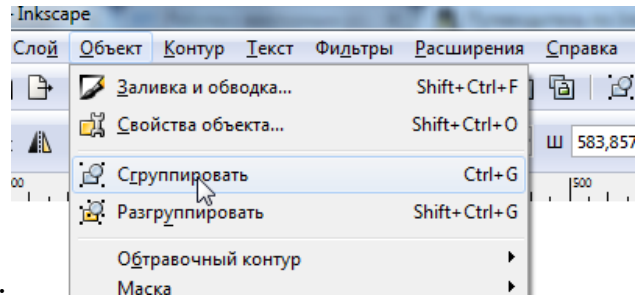 - Inkscape
Слой Объект Контур Текст Фильтры Расширения Справка
Заливка и обводка... Shift+Ctrl+F
Свойства объекта... Shift+Ctrl+O
Ш 583,857
Сгруппировать Ctrl+G
500
Разгруппировать Shift+Ctrl+G
Обтравочный контур
Маска